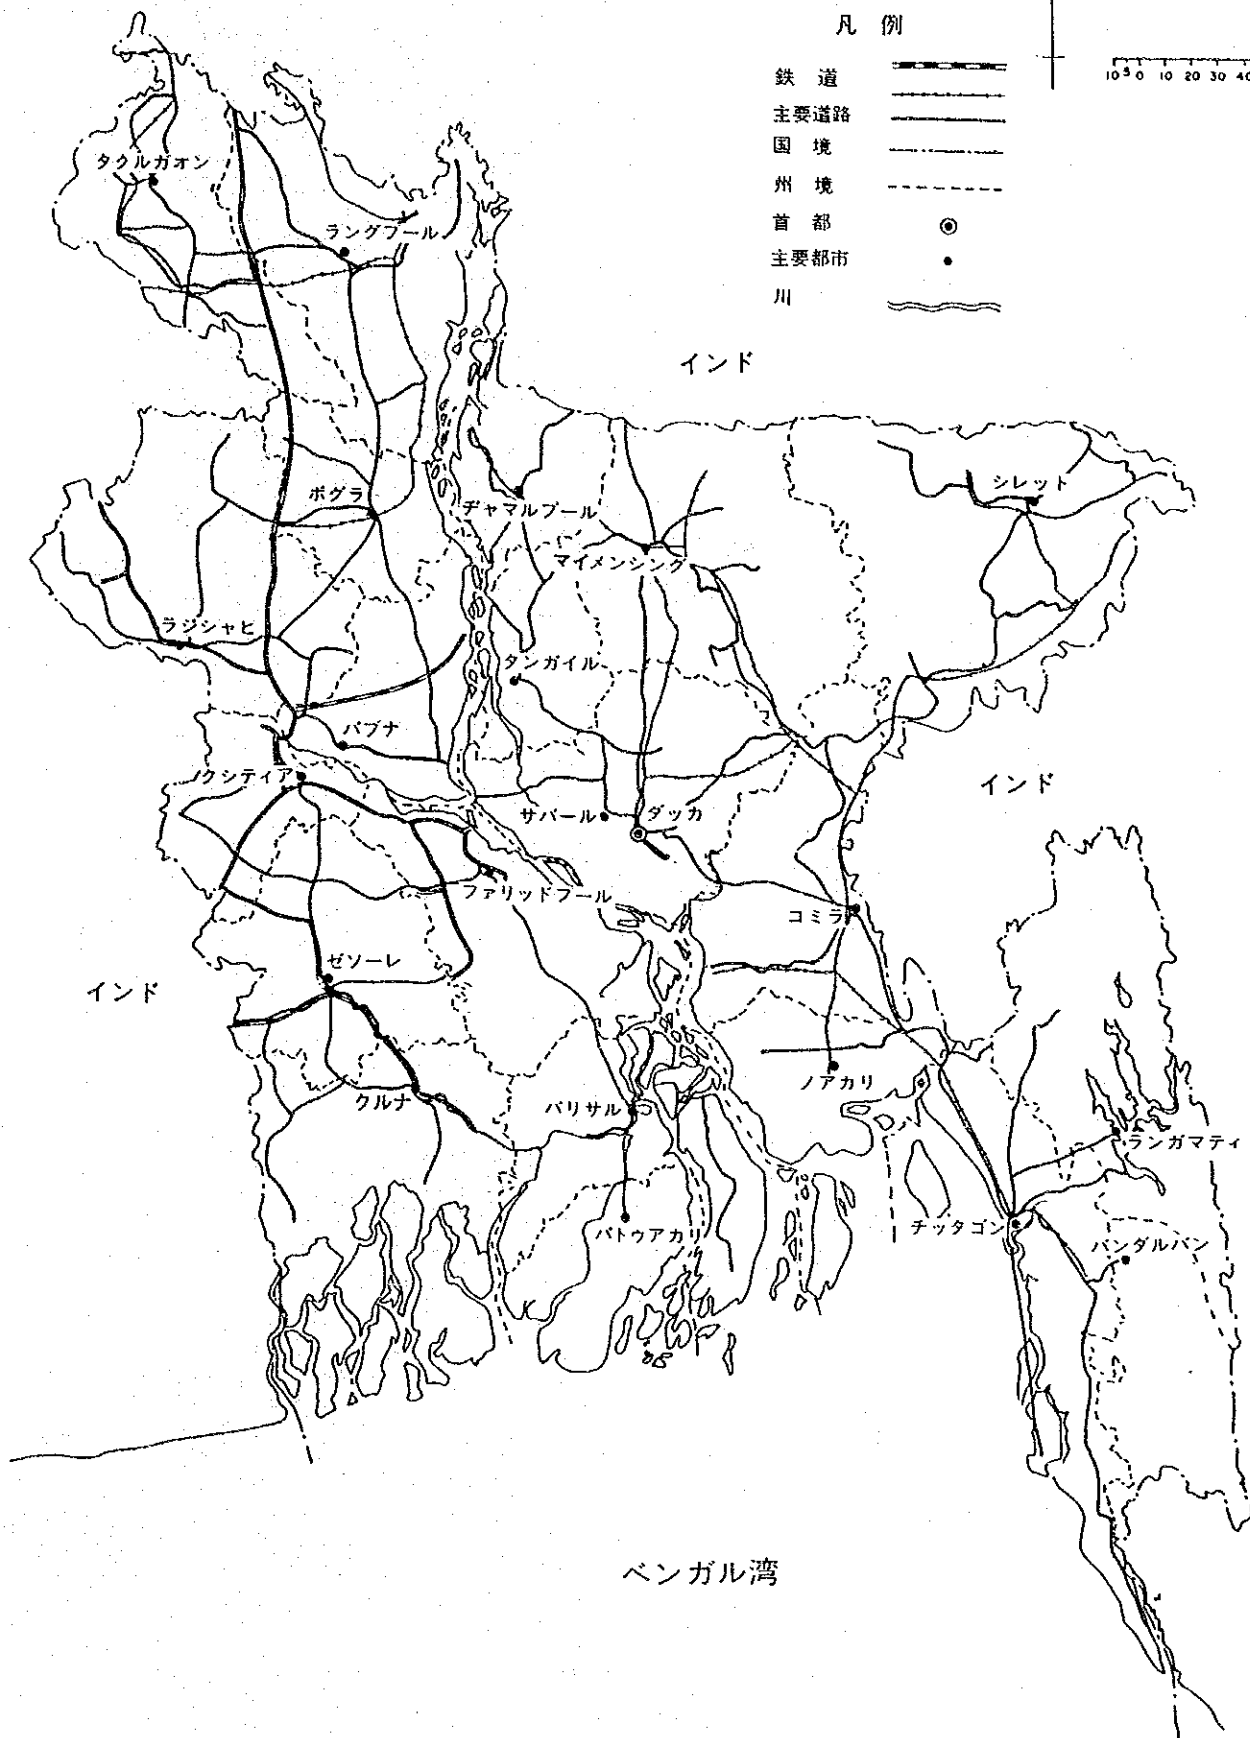 凡例
鉄道
主要道路
国境
州境
首都
主要都市
川
10 5 0 10 20 30 40
タクルガオン
ラングプール
インド
ボグラ
ヂャマルプール
シレット
マイメンシング
ラジシャヒ
タンガイル
パブナ
クシティア
インド
サバール
ダッカ
ファリッドプール
コミラ
ゼソーレ
インド
ノアカリ
クルナ
バリサル
ランガマティ
パトゥアカリ
チッタゴン
バンダルバン
ベンガル湾